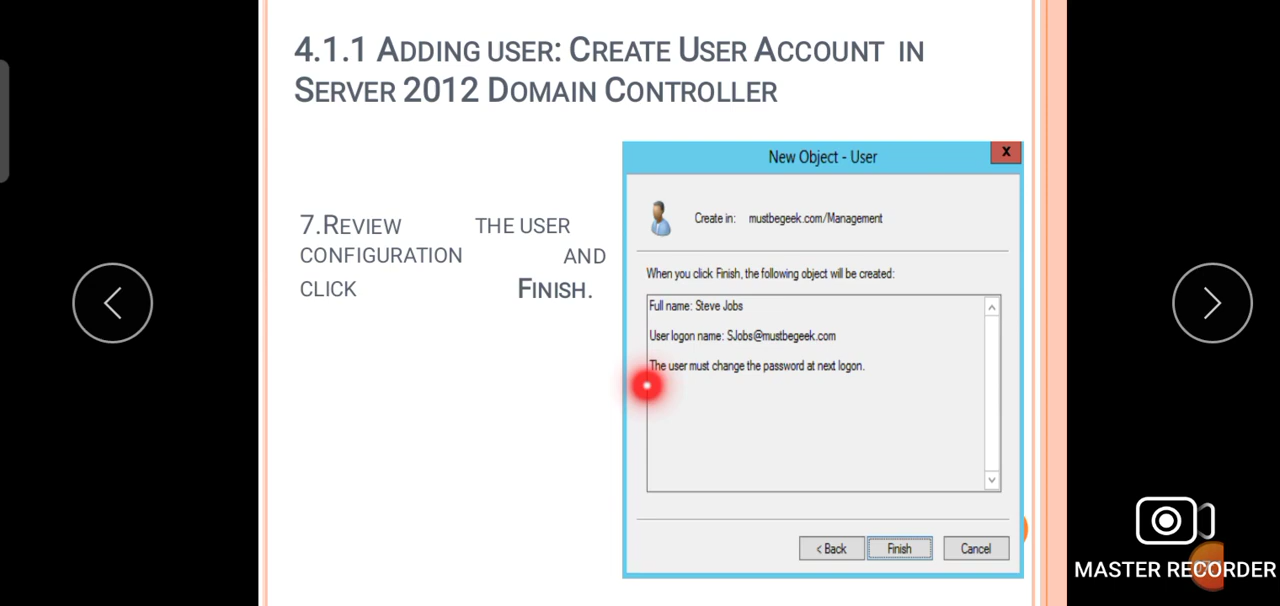 4.1.1 ADDING USER: CREATE USER ACCOUNT IN
SERVER 2012 DOMAIN CONTROLLER
7.REVIEW THE USER
CONFIGURATION AND
CLICK FINISH.
New Object - User
x
Create in: mustbegeek.com/Management
When you click Finish, the following object will be created:
Full name: Steve Jobs
User logon name: SJobs@mustbegeek.com
The user must change the password at next logon.
< Back Finish Cancel
MASTER RECORDER